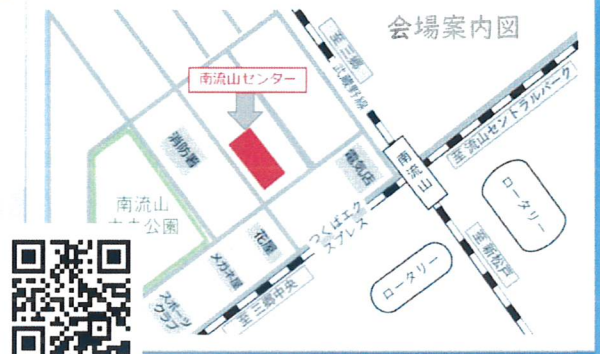 会場案内図
至三郷
武蔵野線
南流山センター
消防署
電気店
南流山
至流山セントラルパーク
ロータリー
南流山
中央公園
花屋
つくばエク
スプレス
メガネ屋
至新松戸
ロータリー
スポーツ
クラブ
至三郷中央